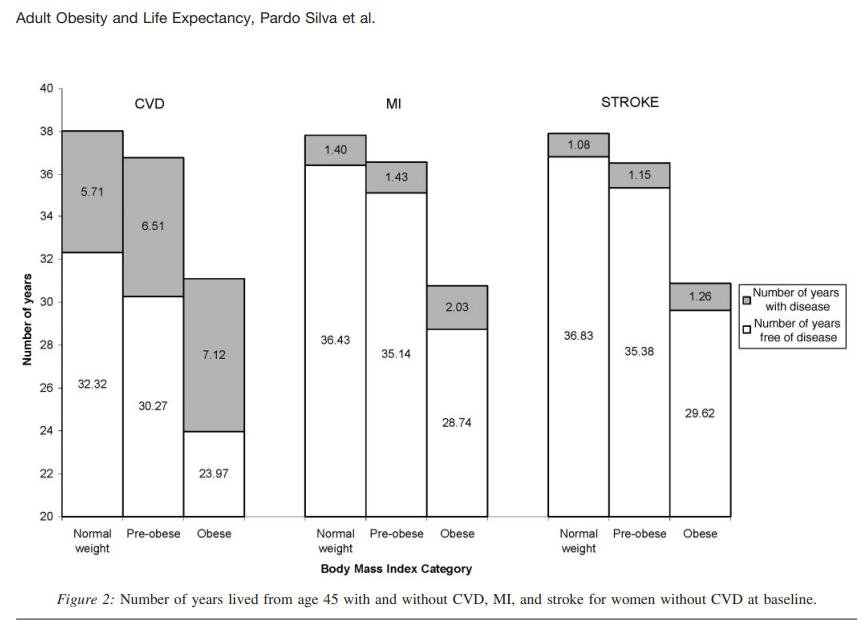 Adult Obesity and Life Expectancy, Pardo Silva et al.
40
38
36
34
32
30
28
26
24
22
20
Number of years
CVD
5.71
6.51
7.12
32.32
30.27
23.97
Normal
weight
Pre-obese
Obese
MI
1.40
1.43
2.03
36.43
35.14
28.74
Normal
weight
Pre-obese
Obese
STROKE
1.08
1.15
1.26
36.83
35.38
29.62
Normal
weight
Pre-obese
Obese
Number of years
with disease
Number of years
free of disease
Body Mass Index Category
Figure 2: Number of years lived from age 45 with and without CVD, MI, and stroke for women without CVD at baseline.